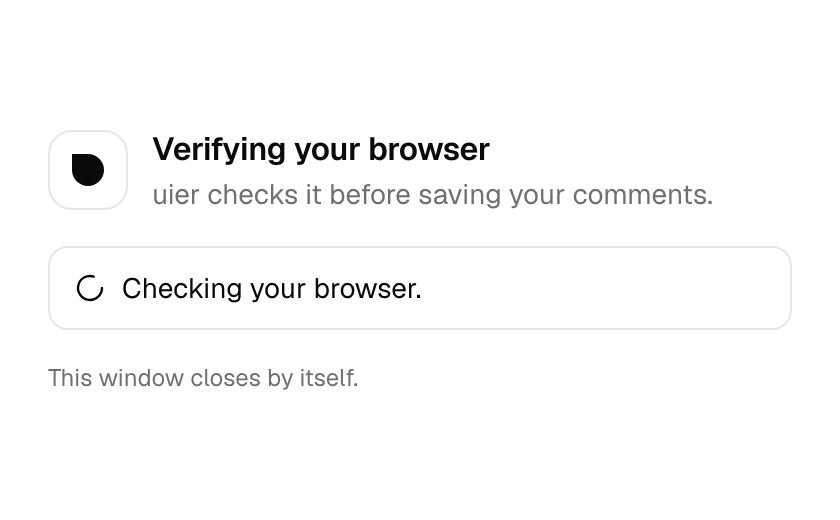 Verifying your browser
uier checks it before saving your comments.
Checking your browser.
This window closes by itself.